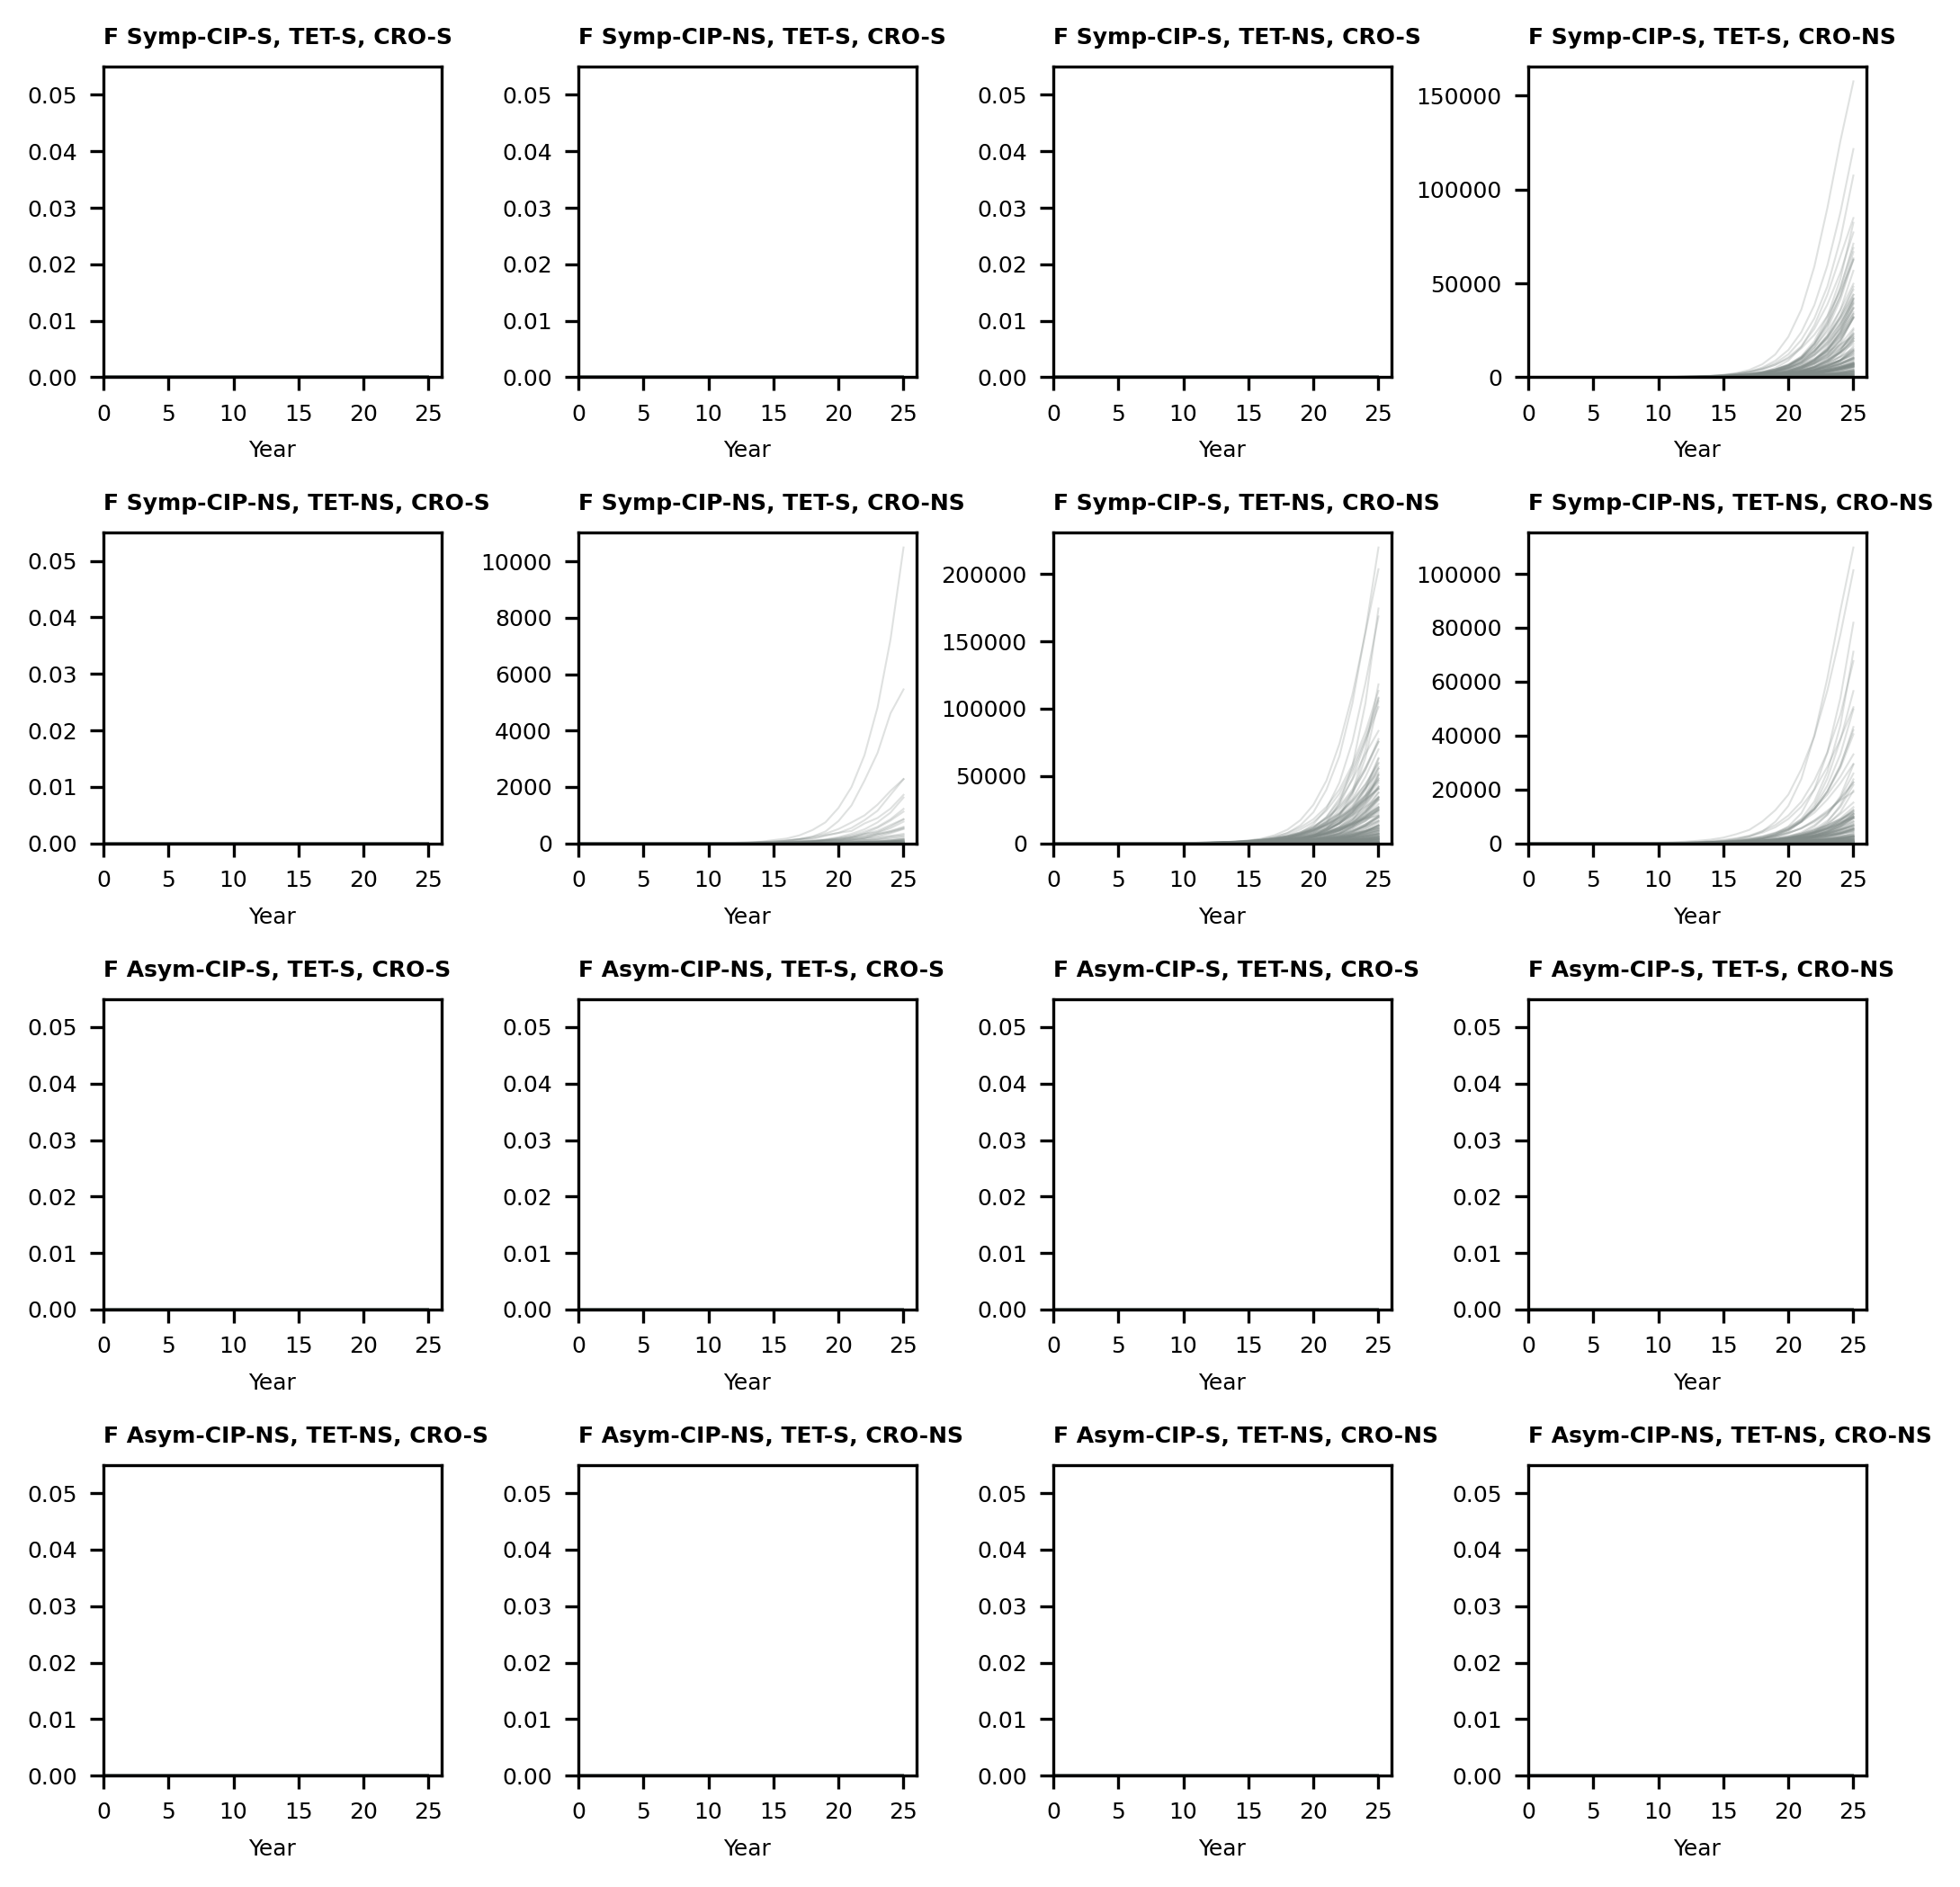 F Symp-CIP-S, TET-S, CRO-S
0.05
0.04
0.03
0.02
0.01
0.00
0 5 10 15 20 25
Year
F Symp-CIP-NS, TET-S, CRO-S
0.05
0.04
0.03
0.02
0.01
0.00
0 5 10 15 20 25
Year
F Symp-CIP-S, TET-NS, CRO-S
0.05
0.04
0.03
0.02
0.01
0.00
0 5 10 15 20 25
Year
F Symp-CIP-S, TET-S, CRO-NS
150000
100000
50000
0
0 5 10 15 20 25
Year
F Symp-CIP-NS, TET-NS, CRO-S
0.05
0.04
0.03
0.02
0.01
0.00
0 5 10 15 20 25
Year
F Symp-CIP-NS, TET-S, CRO-NS
10000
8000
6000
4000
2000
0
0 5 10 15 20 25
Year
F Symp-CIP-S, TET-NS, CRO-NS
200000
150000
100000
50000
0
0 5 10 15 20 25
Year
F Symp-CIP-NS, TET-NS, CRO-NS
100000
80000
60000
40000
20000
0
0 5 10 15 20 25
Year
F Asym-CIP-S, TET-S, CRO-S
0.05
0.04
0.03
0.02
0.01
0.00
0 5 10 15 20 25
Year
F Asym-CIP-NS, TET-S, CRO-S
0.05
0.04
0.03
0.02
0.01
0.00
0 5 10 15 20 25
Year
F Asym-CIP-S, TET-NS, CRO-S
0.05
0.04
0.03
0.02
0.01
0.00
0 5 10 15 20 25
Year
F Asym-CIP-S, TET-S, CRO-NS
0.05
0.04
0.03
0.02
0.01
0.00
0 5 10 15 20 25
Year
F Asym-CIP-NS, TET-NS, CRO-S
0.05
0.04
0.03
0.02
0.01
0.00
0 5 10 15 20 25
Year
F Asym-CIP-NS, TET-S, CRO-NS
0.05
0.04
0.03
0.02
0.01
0.00
0 5 10 15 20 25
Year
F Asym-CIP-S, TET-NS, CRO-NS
0.05
0.04
0.03
0.02
0.01
0.00
0 5 10 15 20 25
Year
F Asym-CIP-NS, TET-NS, CRO-NS
0.05
0.04
0.03
0.02
0.01
0.00
0 5 10 15 20 25
Year